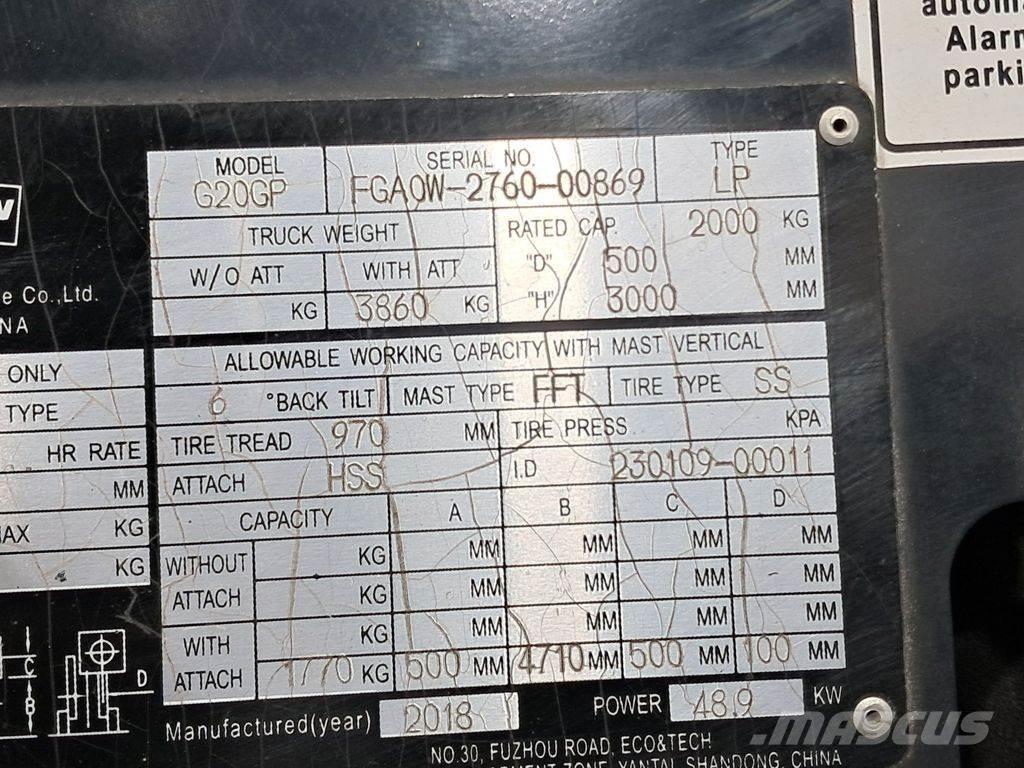 automa
Alarm
parki
MODEL SERIAL NO. TYPE
G20GP FGA0W-2760-00869 LP
TRUCK WEIGHT RATED CAP. 2000 KG
W/O ATT WITH ATT "D" 500 MM
KG 3860 KG "H" 3000 MM
e Co.,Ltd.
NA
ALLOWABLE WORKING CAPACITY WITH MAST VERTICAL
ONLY
6 °BACK TILT MAST TYPE FFT TIRE TYPE SS
TYPE
TIRE TREAD 970 MM TIRE PRESS KPA
HR RATE
ATTACH HSS I.D 230109-00011
MM
CAPACITY A B C D
AX KG
WITHOUT ATTACH KG MM MM MM MM
KG
KG MM MM MM MM
WITH ATTACH KG MM MM MM MM
1770 KG 500 MM 4710 MM 500 MM 100 MM
C D
B
Manufactured(year) 2018 POWER 48.9 KW
NO.30, FUZHOU ROAD, ECO&TECH
ZONE, YANTAI, SHANDONG, CHINA
MASCUS